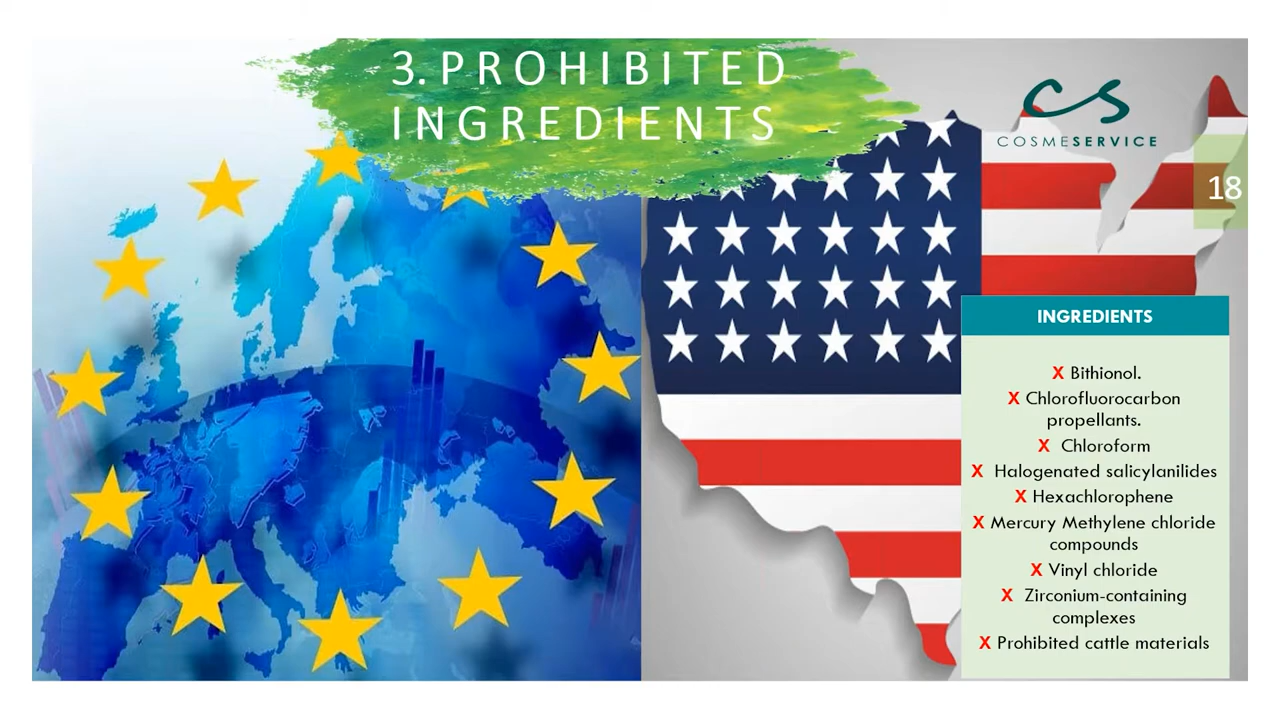 3. PROHIBITED
INGREDIENTS
CS
COSMESERVICE
18
INGREDIENTS
X Bithionol.
X Chlorofluorocarbon
propellants.
X Chloroform
X Halogenated salicylanilides
X Hexachlorophene
X Mercury Methylene chloride
compounds
X Vinyl chloride
X Zirconium-containing
complexes
X Prohibited cattle materials